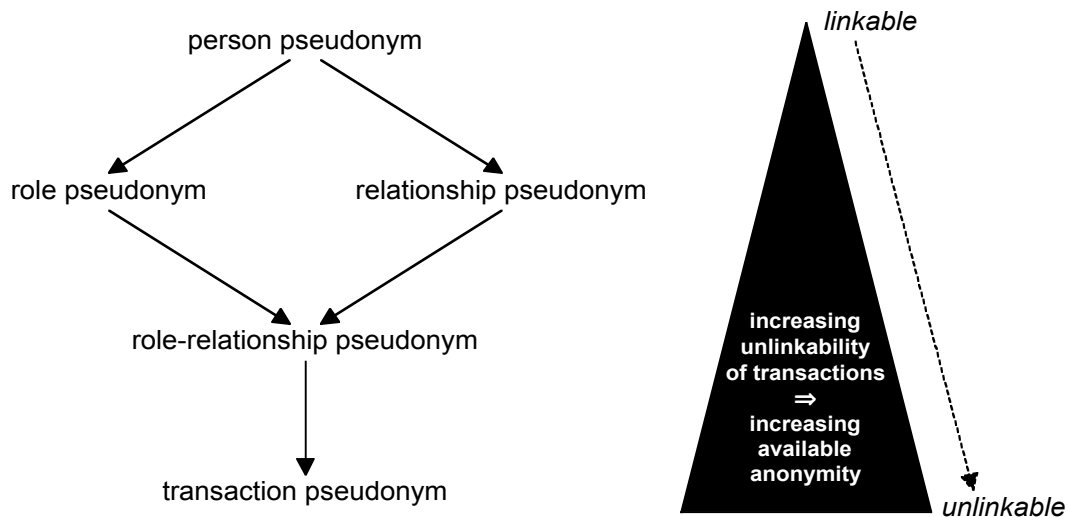 person pseudonym
role pseudonym
relationship pseudonym
role-relationship pseudonym
transaction pseudonym
linkable
increasing
unlinkability
of transactions
⇒
increasing
available
anonymity
unlinkable